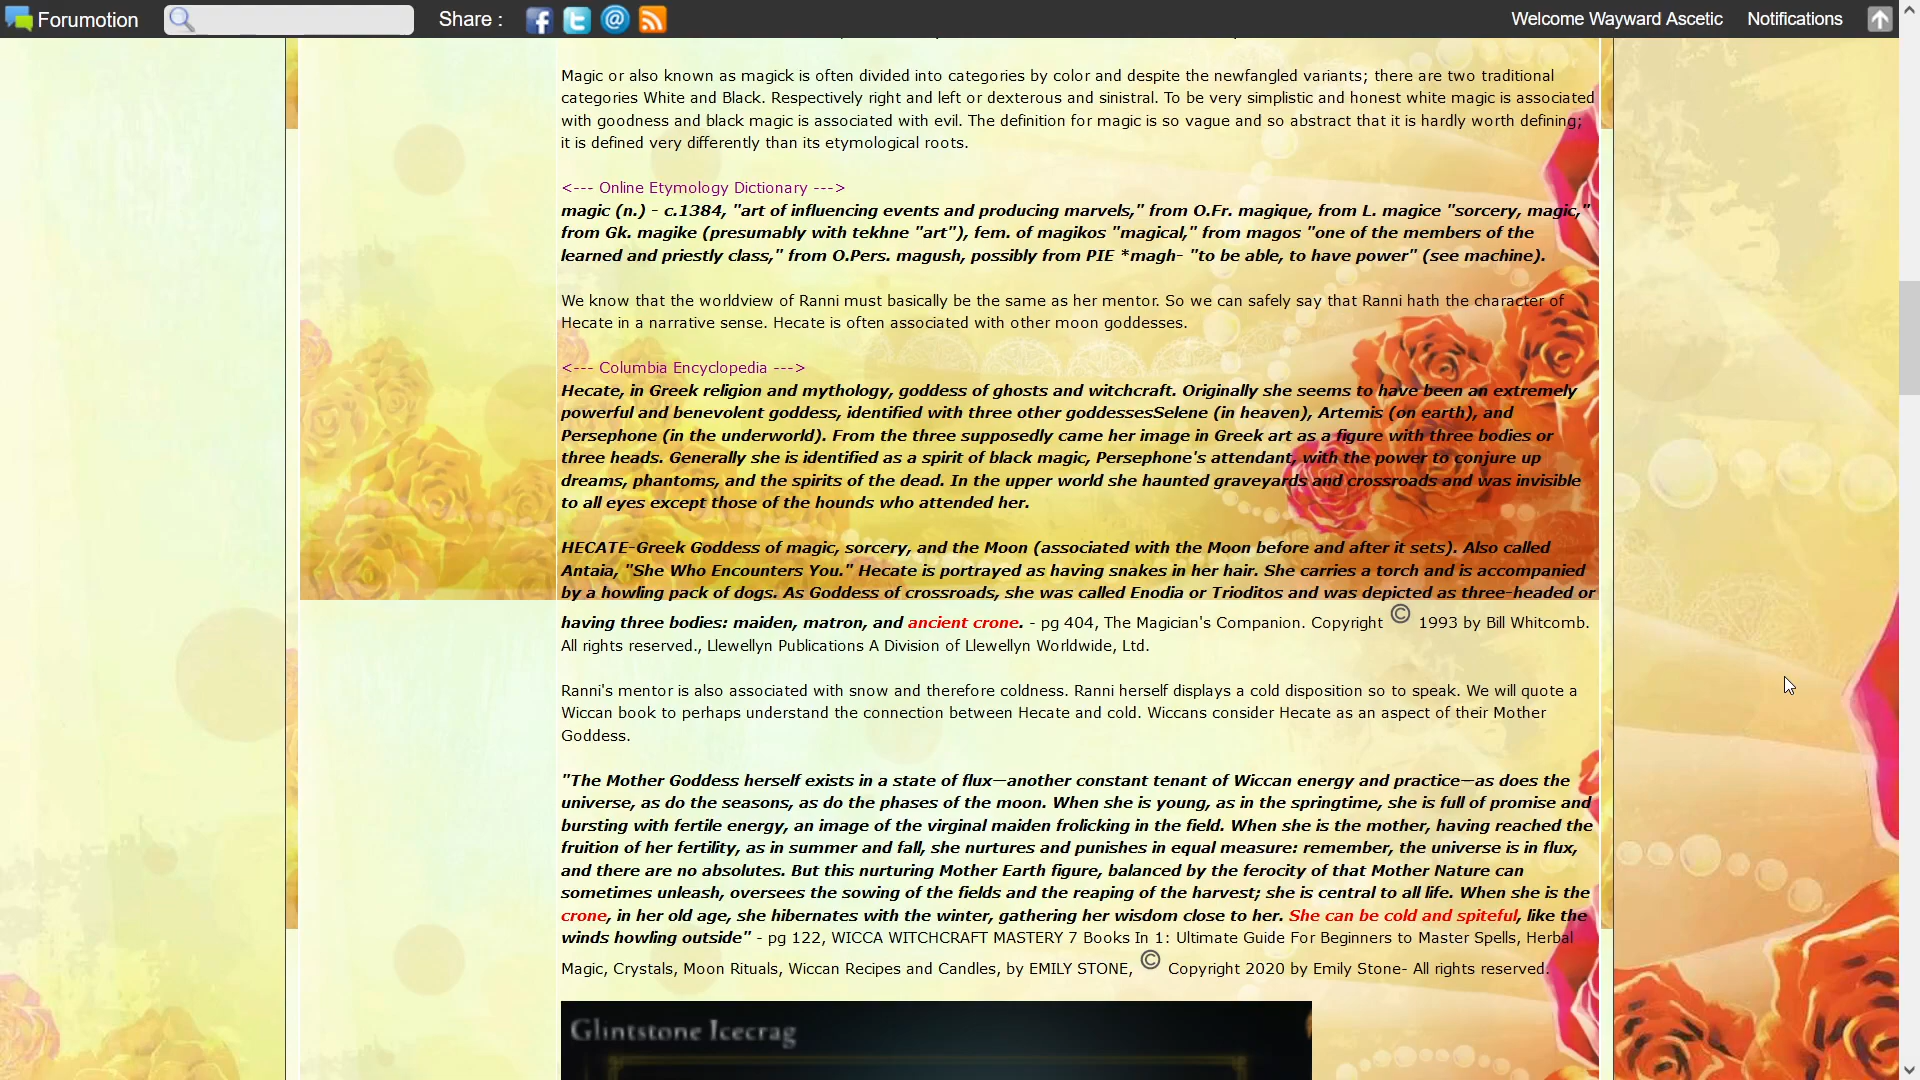 Forumotion
Share :
Welcome Wayward Ascetic
Notifications
Magic or also known as magick is often divided into categories by color and despite the newfangled variants; there are two traditional
categories White and Black. Respectively right and left or dexterous and sinistral. To be very simplistic and honest white magic is associated
with goodness and black magic is associated with evil. The definition for magic is so vague and so abstract that it is hardly worth defining;
it is defined very differently than its etymological roots.
<--- Online Etymology Dictionary --->
magic (n.) - c.1384, "art of influencing events and producing marvels," from O.Fr. magique, from L. magice "sorcery, magic,"
from Gk. magike (presumably with tekhne "art"), fem. of magikos "magical," from magos "one of the members of the
learned and priestly class," from O.Pers. magush, possibly from PIE *magh- "to be able, to have power" (see machine).
We know that the worldview of Ranni must basically be the same as her mentor. So we can safely say that Ranni hath the character of
Hecate in a narrative sense. Hecate is often associated with other moon goddesses.
<--- Columbia Encyclopedia --->
Hecate, in Greek religion and mythology, goddess of ghosts and witchcraft. Originally she seems to have been an extremely
powerful and benevolent goddess, identified with three other goddessesSelene (in heaven), Artemis (on earth), and
Persephone (in the underworld). From the three supposedly came her image in Greek art as a figure with three bodies or
three heads. Generally she is identified as a spirit of black magic, Persephone's attendant, with the power to conjure up
dreams, phantoms, and the spirits of the dead. In the upper world she haunted graveyards and crossroads and was invisible
to all eyes except those of the hounds who attended her.
HECATE-Greek Goddess of magic, sorcery, and the Moon (associated with the Moon before and after it sets). Also called
Antaia, "She Who Encounters You." Hecate is portrayed as having snakes in her hair. She carries a torch and is accompanied
by a howling pack of dogs. As Goddess of crossroads, she was called Enodia or Trioditos and was depicted as three-headed or
having three bodies: maiden, matron, and ancient crone. - pg 404, The Magician's Companion. Copyright © 1993 by Bill Whitcomb.
All rights reserved., Llewellyn Publications A Division of Llewellyn Worldwide, Ltd.
Ranni's mentor is also associated with snow and therefore coldness. Ranni herself displays a cold disposition so to speak. We will quote a
Wiccan book to perhaps understand the connection between Hecate and cold. Wiccans consider Hecate as an aspect of their Mother
Goddess.
"The Mother Goddess herself exists in a state of flux—another constant tenant of Wiccan energy and practice—as does the
universe, as do the seasons, as do the phases of the moon. When she is young, as in the springtime, she is full of promise and
bursting with fertile energy, an image of the virginal maiden frolicking in the field. When she is the mother, having reached the
fruition of her fertility, as in summer and fall, she nurtures and punishes in equal measure: remember, the universe is in flux,
and there are no absolutes. But this nurturing Mother Earth figure, balanced by the ferocity of that Mother Nature can
sometimes unleash, oversees the sowing of the fields and the reaping of the harvest; she is central to all life. When she is the
crone, in her old age, she hibernates with the winter, gathering her wisdom close to her. She can be cold and spiteful, like the
winds howling outside" - pg 122, WICCA WITCHCRAFT MASTERY 7 Books In 1: Ultimate Guide For Beginners to Master Spells, Herbal
Magic, Crystals, Moon Rituals, Wiccan Recipes and Candles, by EMILY STONE, © Copyright 2020 by Emily Stone- All rights reserved.
Glintstone Icecrag